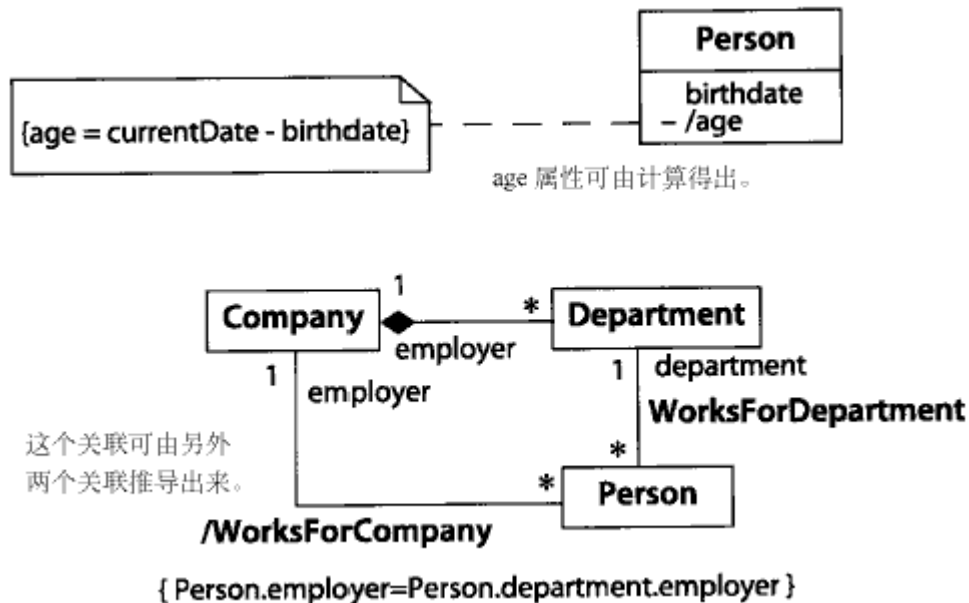 Person
birthdate
– /age
{age = currentDate - birthdate}
age 属性可由计算得出。
1
*
Company
Department
employer
1
employer
1
department
WorksForDepartment
这个关联可由另外
两个关联推导出来。
*
*
Person
/WorksForCompany
{ Person.employer=Person.department.employer }